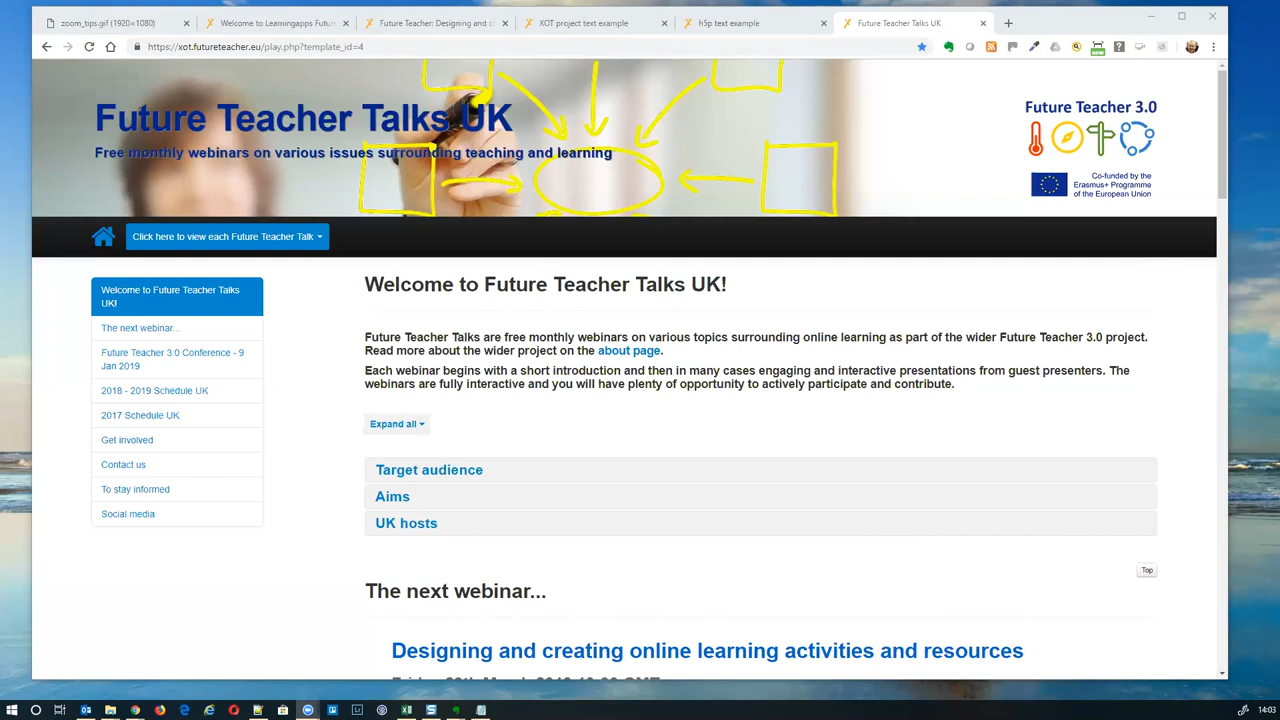 zoom_tips.gif (1920×1080)
Welcome to Learningapps Futur
Future Teacher: Designing and c
XOT project text example
h5p text example
Future Teacher Talks UK
https://xot.futureteacher.eu/play.php?template_id=4
Future Teacher Talks UK
Free monthly webinars on various issues surrounding teaching and learning
Future Teacher 3.0
Co-funded by the
Erasmus+ Programme
of the European Union
Click here to view each Future Teacher Talk
Welcome to Future Teacher Talks
UK!
The next webinar...
Future Teacher 3.0 Conference - 9
Jan 2019
2018 - 2019 Schedule UK
2017 Schedule UK
Get involved
Contact us
To stay informed
Social media
Welcome to Future Teacher Talks UK!
Future Teacher Talks are free monthly webinars on various topics surrounding online learning as part of the wider Future Teacher 3.0 project.
Read more about the wider project on the about page.
Each webinar begins with a short introduction and then in many cases engaging and interactive presentations from guest presenters. The
webinars are fully interactive and you will have plenty of opportunity to actively participate and contribute.
Expand all
Target audience
Aims
UK hosts
Top
The next webinar...
Designing and creating online learning activities and resources
14:03